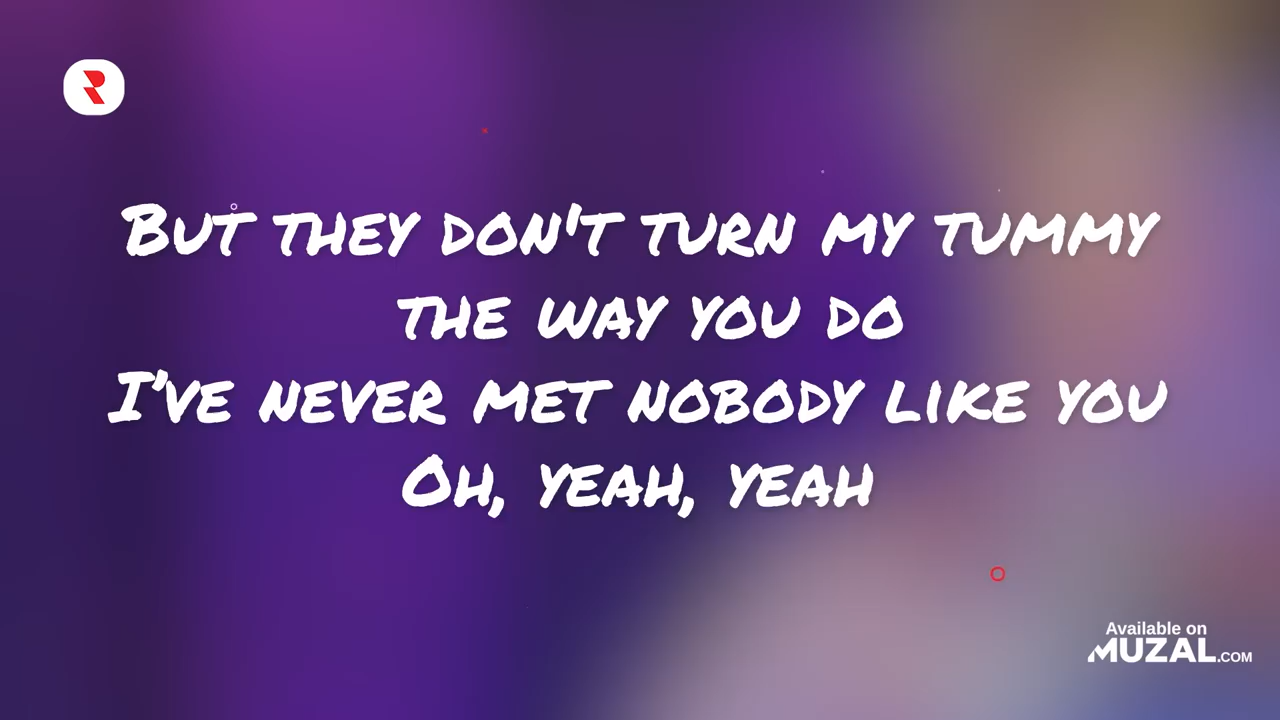 But they don't turn my tummy
the way you do
I've never met nobody like you
Oh, yeah, yeah
Available on
MUZAL.COM